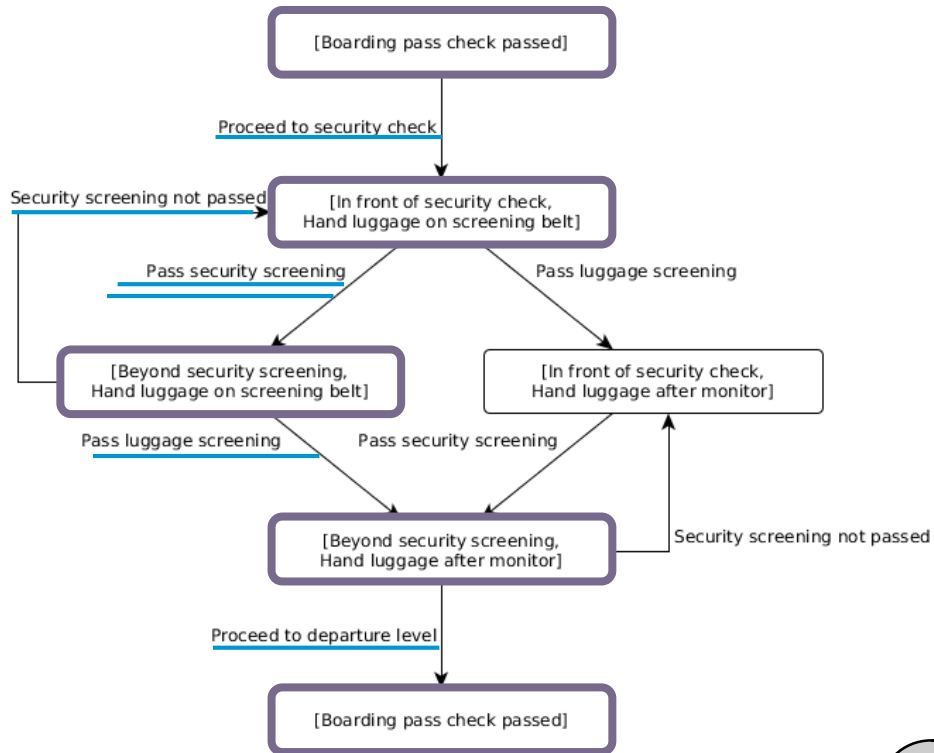 [Boarding pass check passed]
Proceed to security check
Security screening not passed
[In front of security check,
Hand luggage on screening belt]
Pass security screening
Pass luggage screening
[Beyond security screening,
Hand luggage on screening belt]
[In front of security check,
Hand luggage after monitor]
Pass luggage screening
Pass security screening
[Beyond security screening,
Hand luggage after monitor]
Security screening not passed
Proceed to departure level
[Boarding pass check passed]